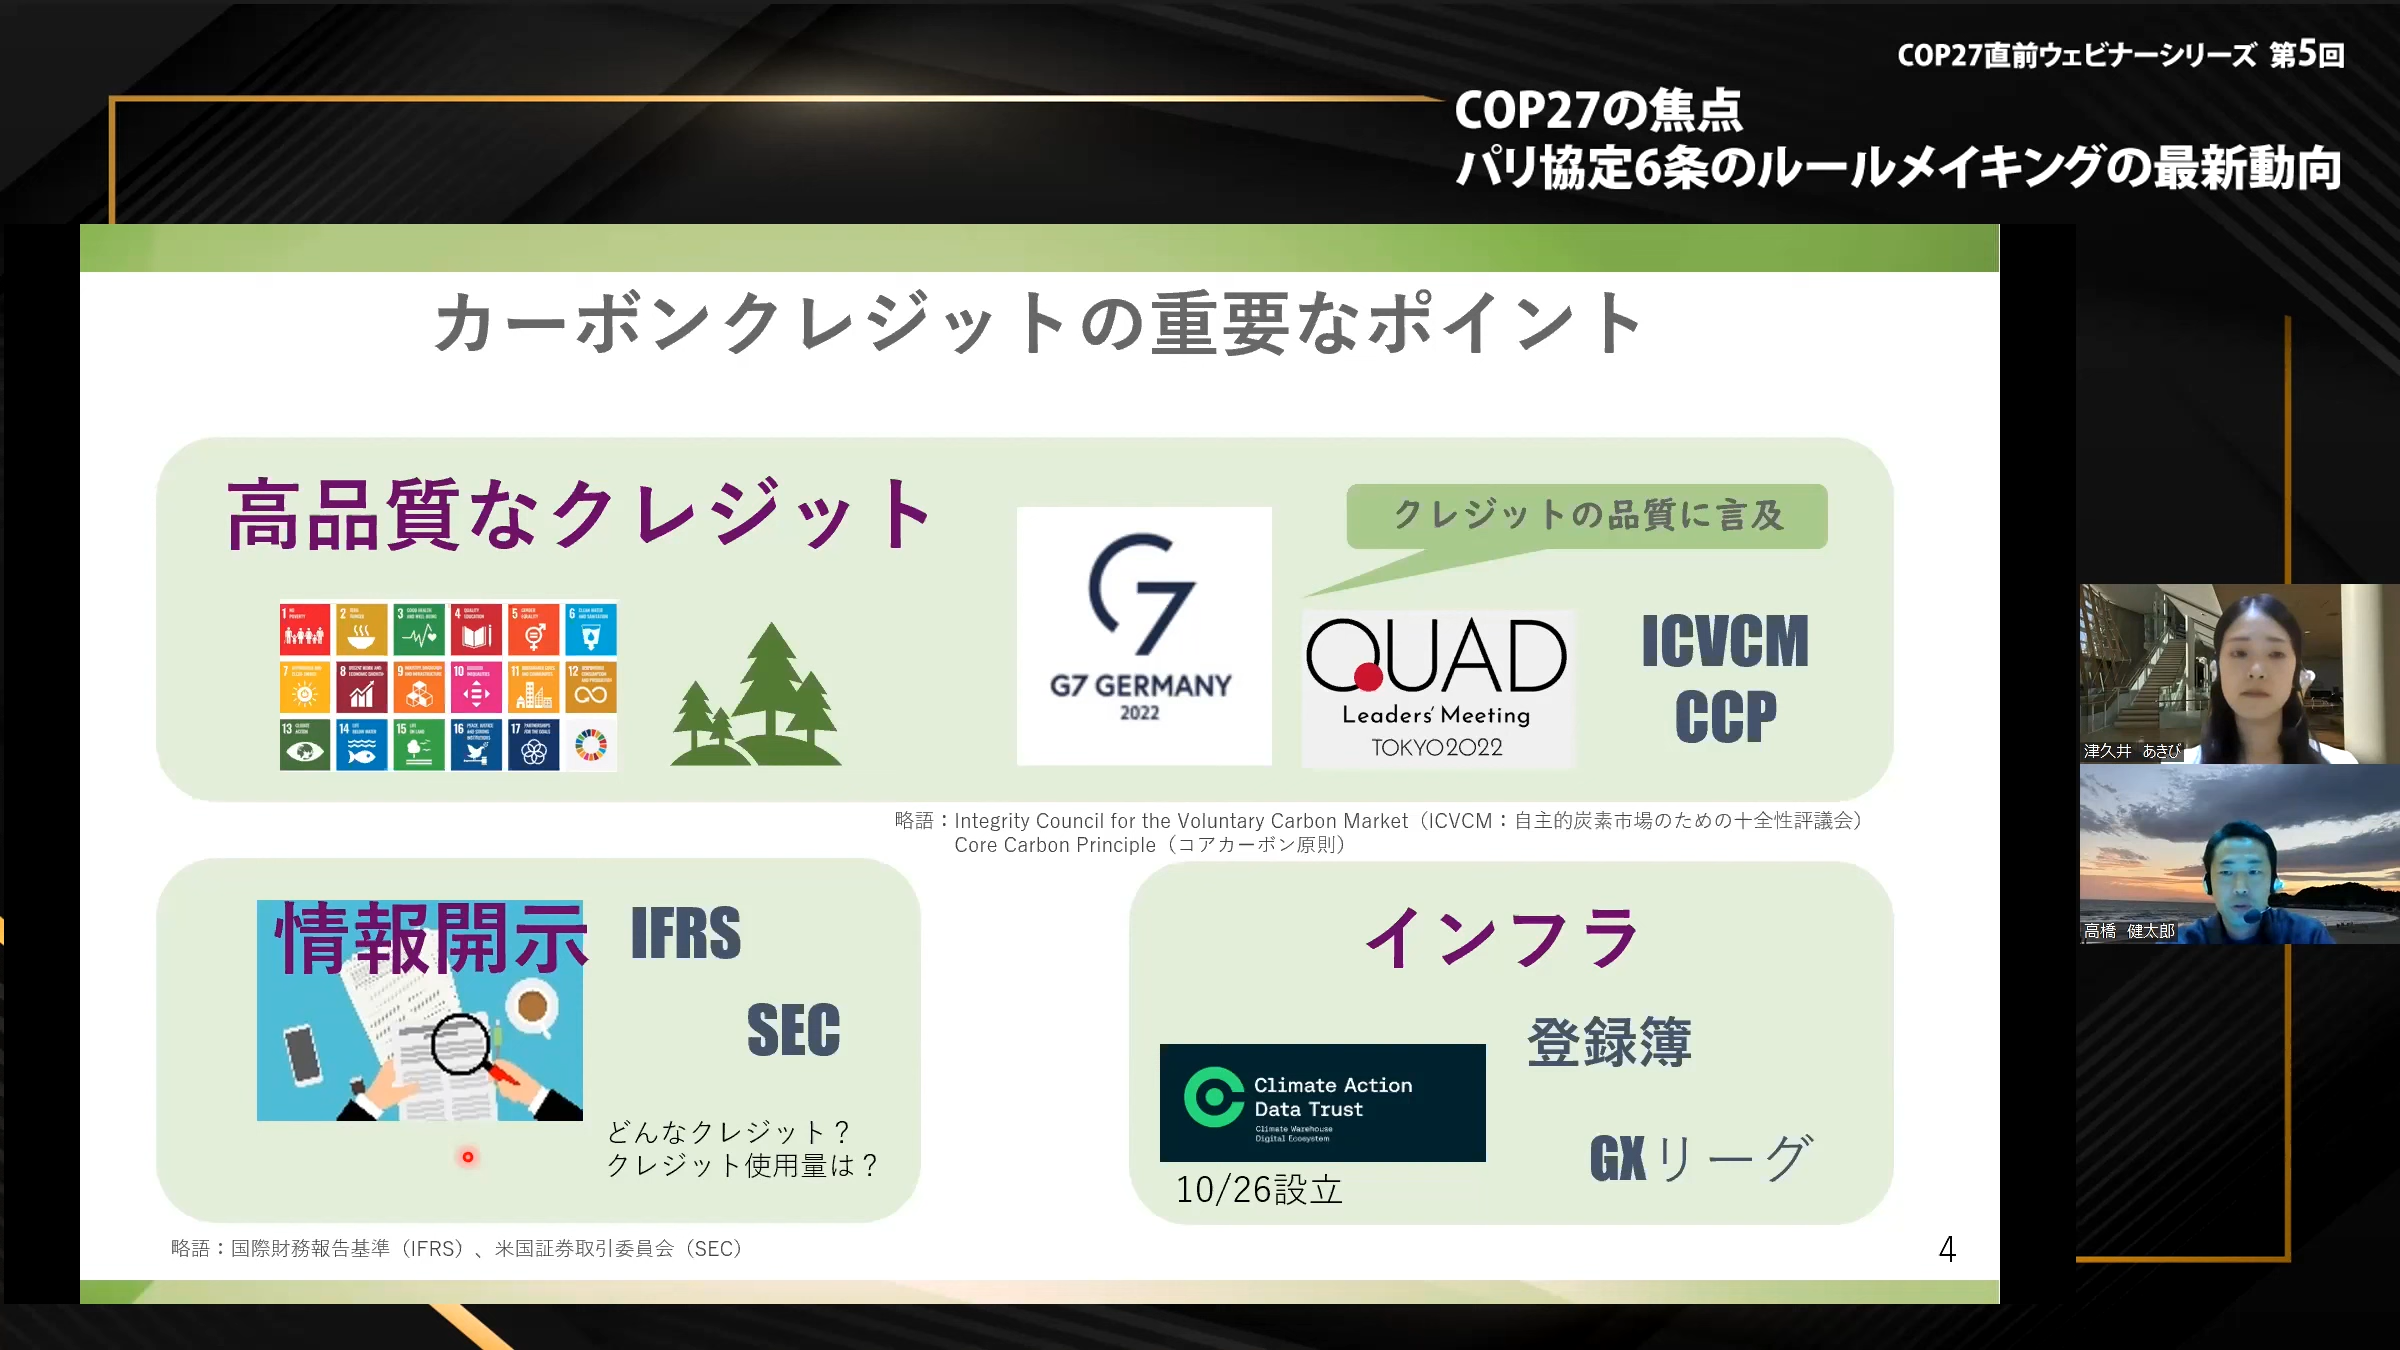 COP27直前ウェビナーシリーズ 第5回
COP27の焦点
パリ協定6条のルールメイキングの最新動向
カーボンクレジットの重要なポイント
高品質なクレジット
クレジットの品質に言及
G7 GERMANY
2022
QUAD
Leaders' Meeting
TOKYO2022
ICVCM
CCP
略語：Integrity Council for the Voluntary Carbon Market（ICVCM：自主的炭素市場のための十全性評議会）
Core Carbon Principle（コアカーボン原則）
情報開示
IFRS
SEC
どんなクレジット？
クレジット使用量は？
インフラ
登録簿
Climate Action
Data Trust
Climate Warehouse
Digital Ecosystem
10/26設立
GXリーグ
略語：国際財務報告基準（IFRS）、米国証券取引委員会（SEC）
4
津久井 あきび
高橋 健太郎